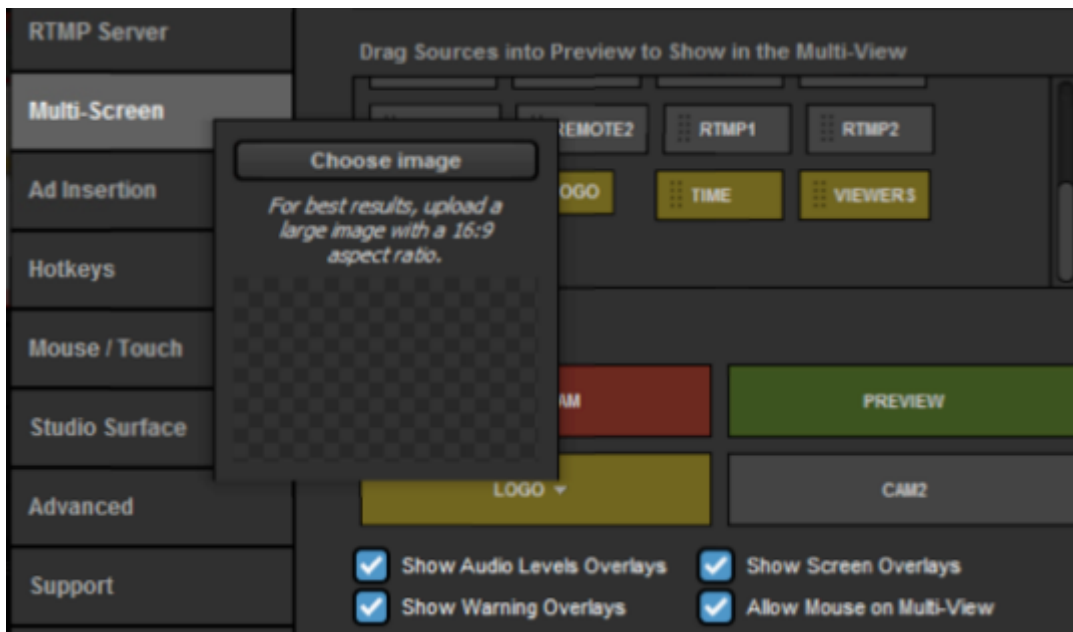 RTMP Server
Multi-Screen
Ad Insertion
Hotkeys
Mouse / Touch
Studio Surface
Advanced
Support
Drag Sources into Preview to Show in the Multi-View
REMOTE2
RTMP1
RTMP2
OGO
TIME
VIEWERS
Choose image
For best results, upload a
large image with a 16:9
aspect ratio.
AM
PREVIEW
LOGO
CAM2
Show Audio Levels Overlays
Show Screen Overlays
Show Warning Overlays
Allow Mouse on Multi-View